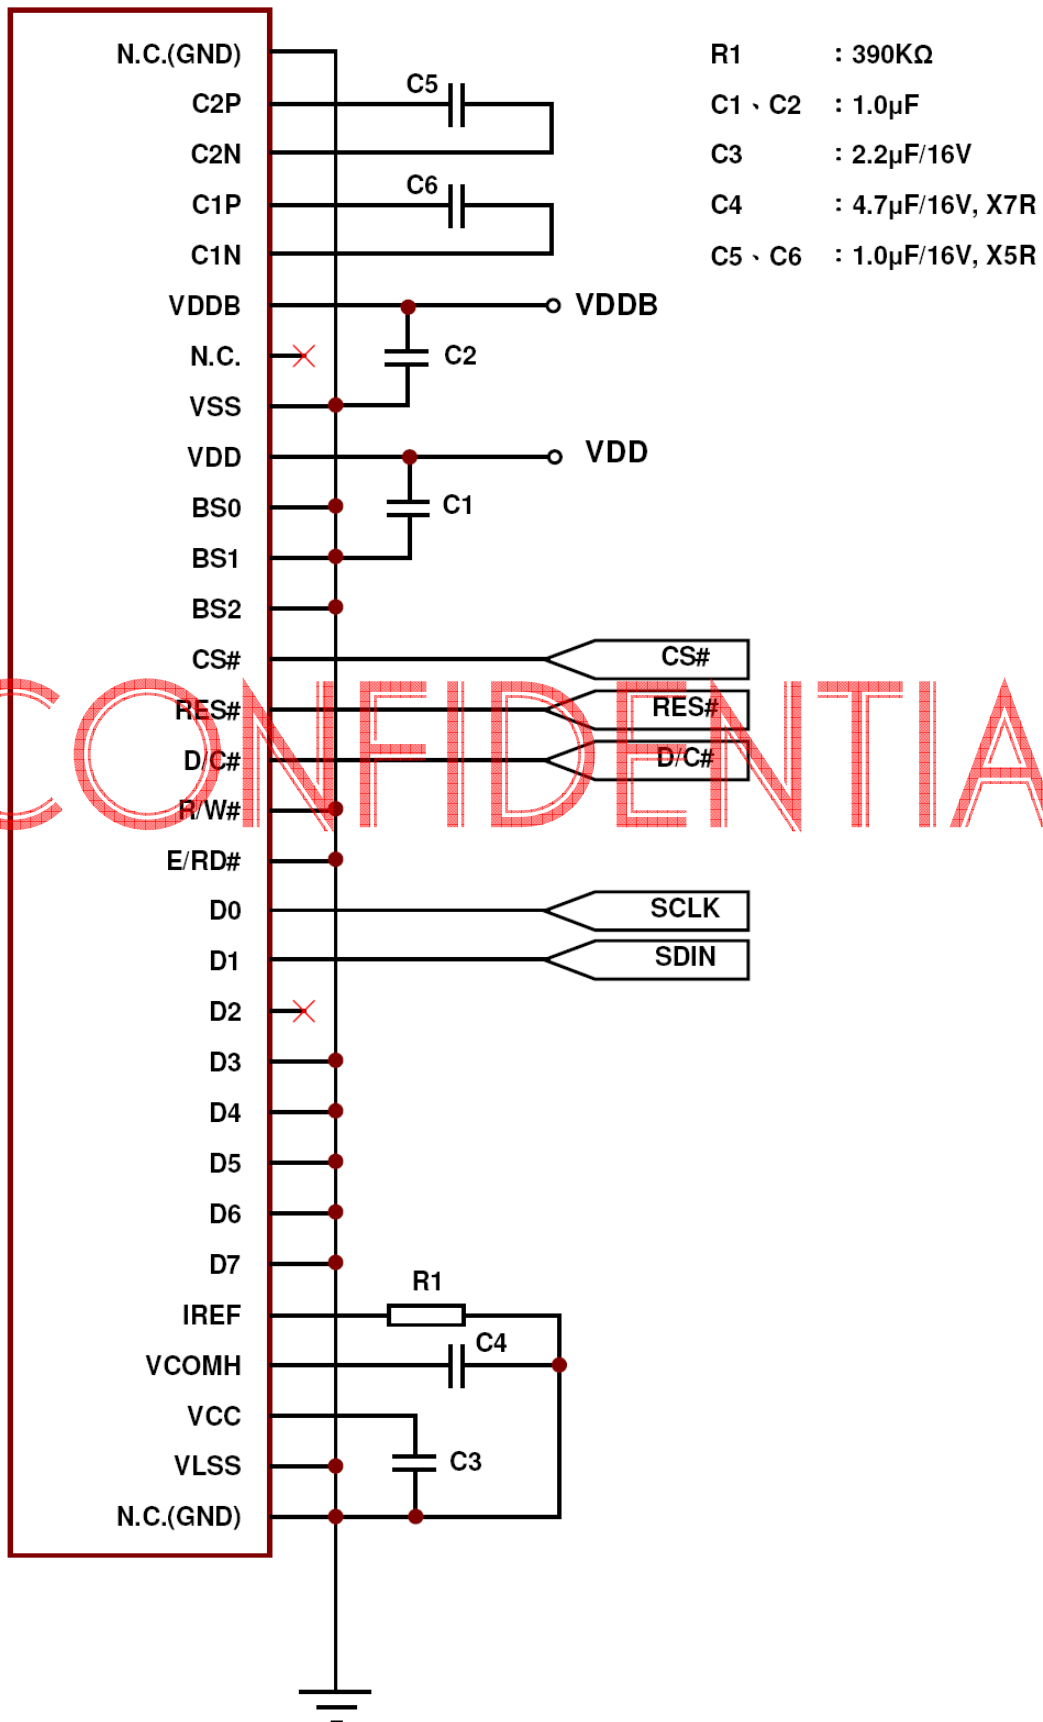 N.C.(GND)
C2P
C2N
C1P
C1N
VDDB
N.C.
VSS
VDD
BS0
BS1
BS2
CS#
RES#
D/C#
R/W#
E/RD#
D0
D1
D2
D3
D4
D5
D6
D7
IREF
VCOMH
VCC
VLSS
N.C.(GND)
C5
C6
VDDB
C2
VDD
C1
CS#
RES#
D/C#
SCLK
SDIN
R1
C4
C3
R1 : 390KΩ
C1、C2 : 1.0µF
C3 : 2.2µF/16V
C4 : 4.7µF/16V, X7R
C5、C6 : 1.0µF/16V, X5R
CONFIDENTIA